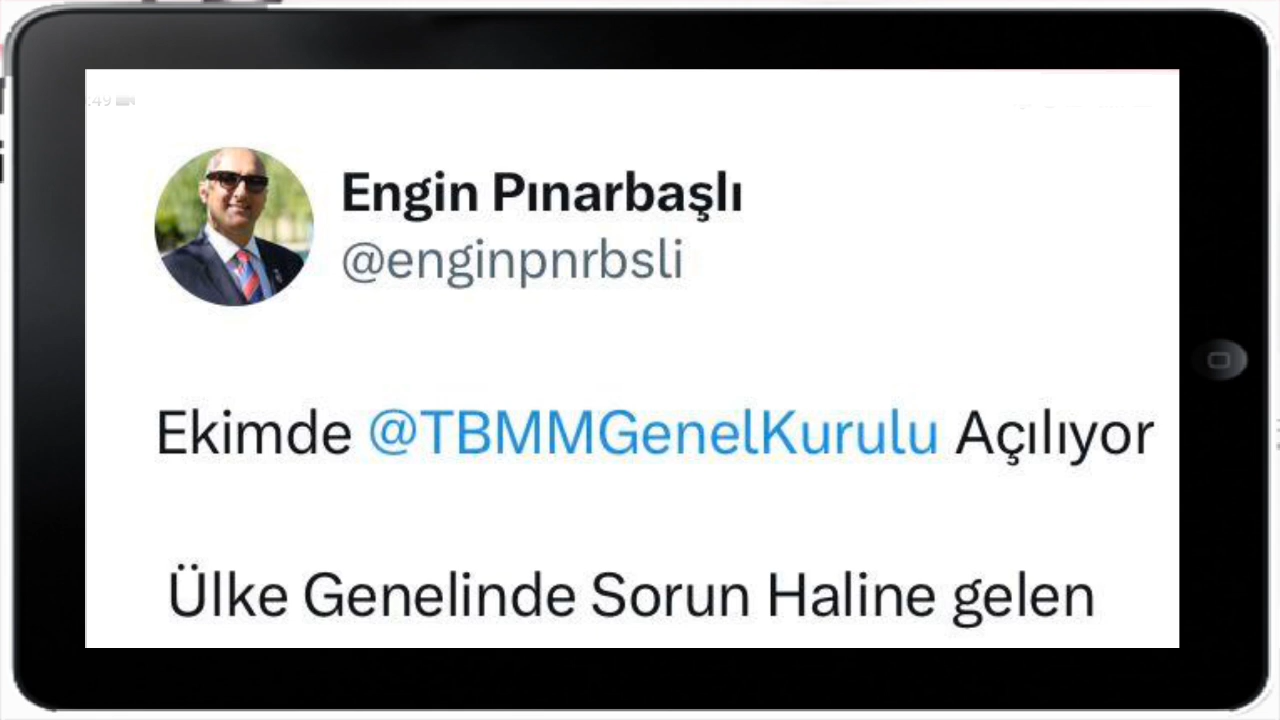 Engin Pınarbaşlı
@enginpnrbsli
Ekimde @TBMMGenelKurulu Açılıyor
Ülke Genelinde Sorun Haline gelen